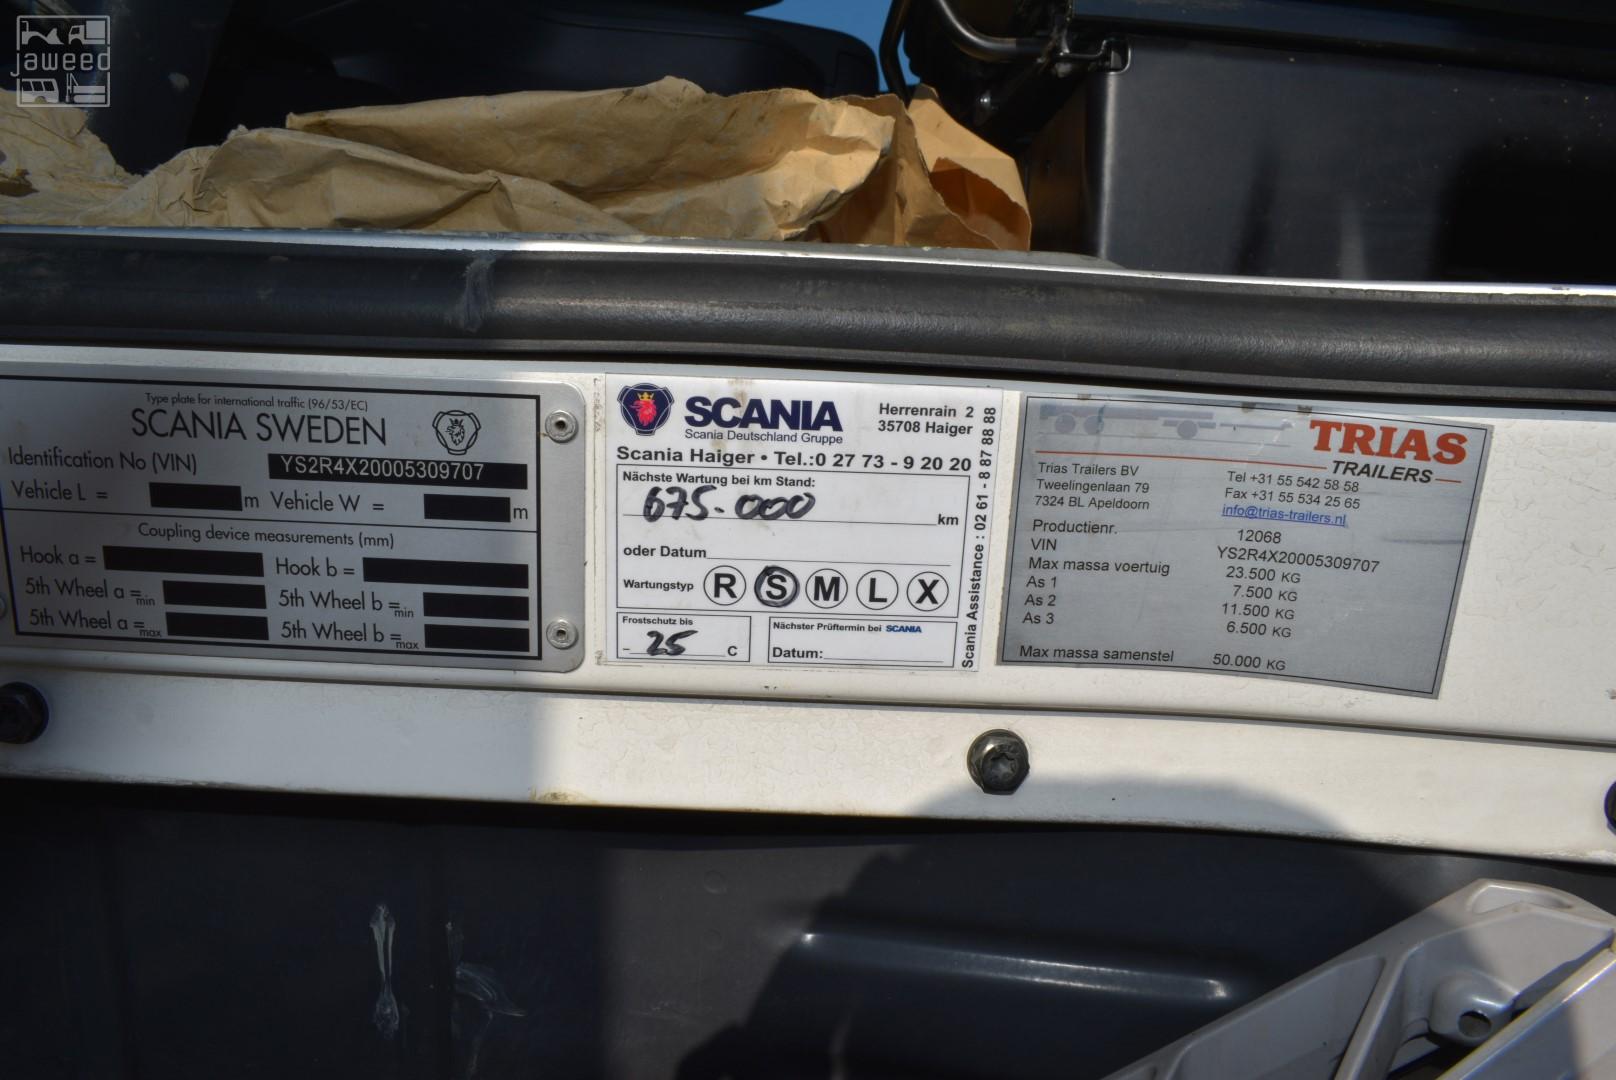 jaweed
Type plate for international traffic (96/53/EC)
SCANIA SWEDEN
Identification No (VIN) YS2R4X20005309707
Vehicle L = m Vehicle W = m
Coupling device measurements (mm)
Hook a = Hook b =
5th Wheel a = min 5th Wheel b = min
5th Wheel a = max 5th Wheel b = max
SCANIA
Scania Deutschland Gruppe
Herrenrain 2
35708 Haiger
Scania Haiger • Tel.:0 27 73 - 9 20 20
Nächste Wartung bei km Stand:
675.000 km
oder Datum
Wartungstyp R S M L X
Frostschutz bis
- 25 C
Nächster Prüftermin bei SCANIA
Datum:
Scania Assistance : 02 61 - 8 87 88 88
TRIAS
TRAILERS
Trias Trailers BV
Tweelingenlaan 79
7324 BL Apeldoorn
Tel +31 55 542 58 58
Fax +31 55 534 25 65
info@trias-trailers.nl
Productienr. 12068
VIN YS2R4X20005309707
Max massa voertuig 23.500 KG
As 1 7.500 KG
As 2 11.500 KG
As 3 6.500 KG
Max massa samenstel 50.000 KG